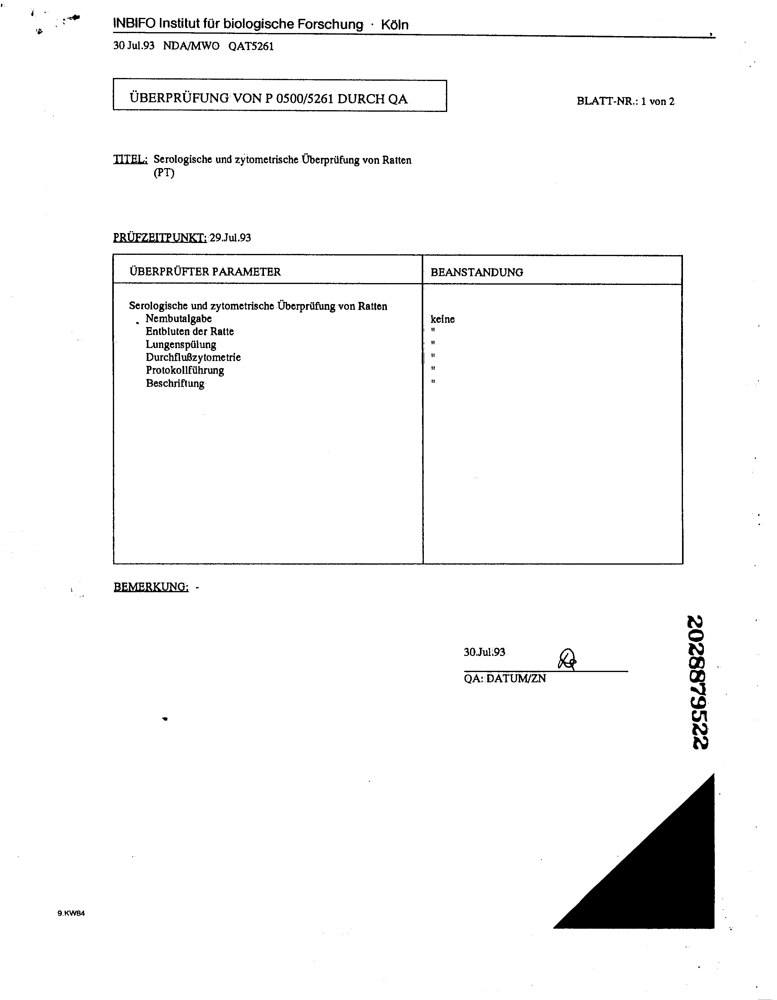 INBIFO Institut für biologische Forschung · Köln
30 Jul.93 NDA/MWO QAT5261
ÜBERPRÜFUNG VON P 0500/5261 DURCH QA
BLATT-NR.: 1 von 2
TITEL: Serologische und zytometrische Überprüfung von Ratten
(PT)
PRÜFZEITPUNKT: 29.Jul.93
ÜBERPRÜFTER PARAMETER BEANSTANDUNG
Serologische und zytometrische Überprüfung von Ratten
Nembutalgabe keine
Entbluten der Ratte "
Lungenspülung "
Durchflußzytometrie "
Protokollführung "
Beschriftung "
BEMERKUNG: -
30.Jul.93
QA: DATUM/ZN
2028879522
9.KW84